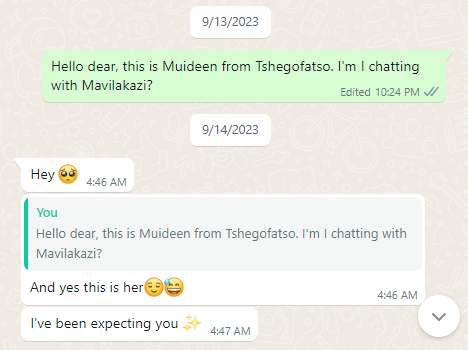 9/13/2023
Hello dear, this is Muideen from Tshegofatso. I'm I chatting
with Mavilakazi?
Edited 10:24 PM
9/14/2023
Hey 🥺 4:46 AM
You
Hello dear, this is Muideen from Tshegofatso. I'm I chatting with
Mavilakazi?
And yes this is her😌😅
4:46 AM
I've been expecting you ✨ 4:47 AM